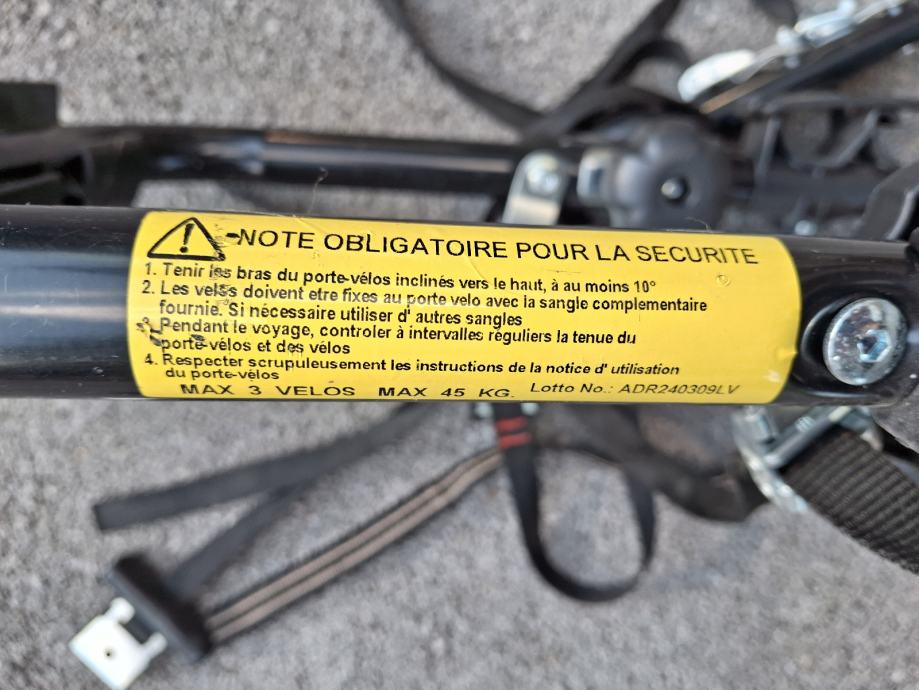 -NOTE OBLIGATOIRE POUR LA SECURITE
1. Tenir les bras du porte-vélos inclinés vers le haut, à au moins 10°
2. Les velos doivent etre fixes au porte velo avec la sangle complementaire
fournie. Si necessaire utiliser d' autres sangles
3. Pendant le voyage, controler à intervalles réguliers la tenue du
porte-vélos et des vélos
4. Respecter scrupuleusement les instructions de la notice d' utilisation
du porte-vélos
MAX 3 VELOS MAX 45 KG. Lotto No.: ADR240309LV